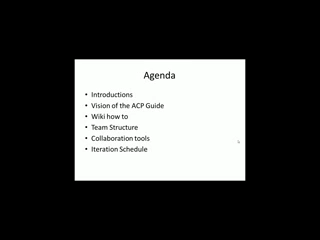 Agenda
• Introductions
• Vision of the ACP Guide
• Wiki how to
• Team Structure
• Collaboration tools
• Iteration Schedule